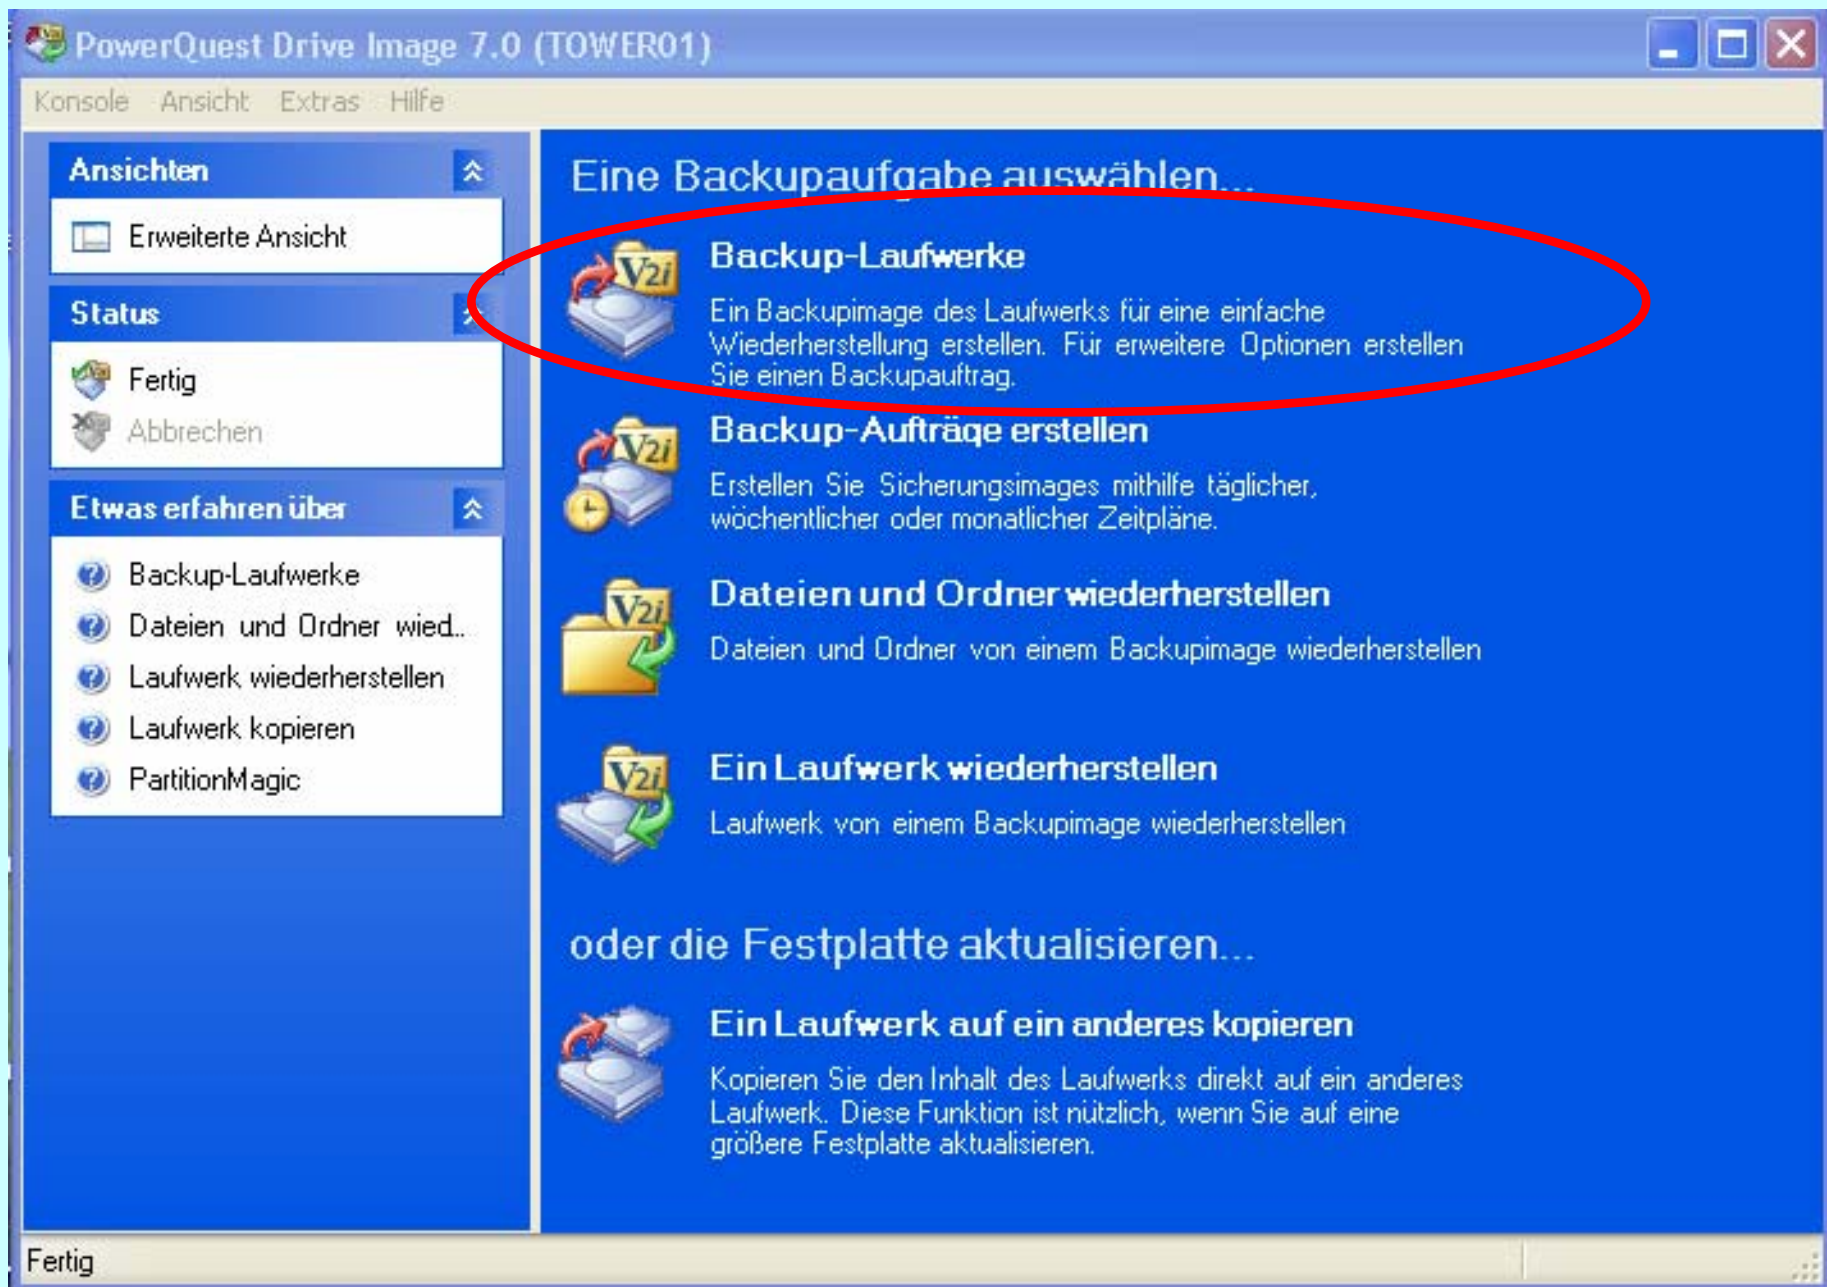 PowerQuest Drive Image 7.0 (TOWER01)
Konsole Ansicht Extras Hilfe
Ansichten
Erweiterte Ansicht
Status
Fertig
Abbrechen
Etwas erfahren über
Backup-Laufwerke
Dateien und Ordner wied..
Laufwerk wiederherstellen
Laufwerk kopieren
PartitionMagic
Eine Backupaufgabe auswählen...
V2i
Backup-Laufwerke
Ein Backupimage des Laufwerks für eine einfache
Wiederherstellung erstellen. Für erweitere Optionen erstellen
Sie einen Backupauftrag.
V2i
Backup-Aufträge erstellen
Erstellen Sie Sicherungsimages mithilfe täglicher,
wöchentlicher oder monatlicher Zeitpläne.
V2i
Dateien und Ordner wiederherstellen
Dateien und Ordner von einem Backupimage wiederherstellen
V2i
Ein Laufwerk wiederherstellen
Laufwerk von einem Backupimage wiederherstellen
oder die Festplatte aktualisieren...
Ein Laufwerk auf ein anderes kopieren
Kopieren Sie den Inhalt des Laufwerks direkt auf ein anderes
Laufwerk. Diese Funktion ist nützlich, wenn Sie auf eine
größere Festplatte aktualisieren.
Fertig